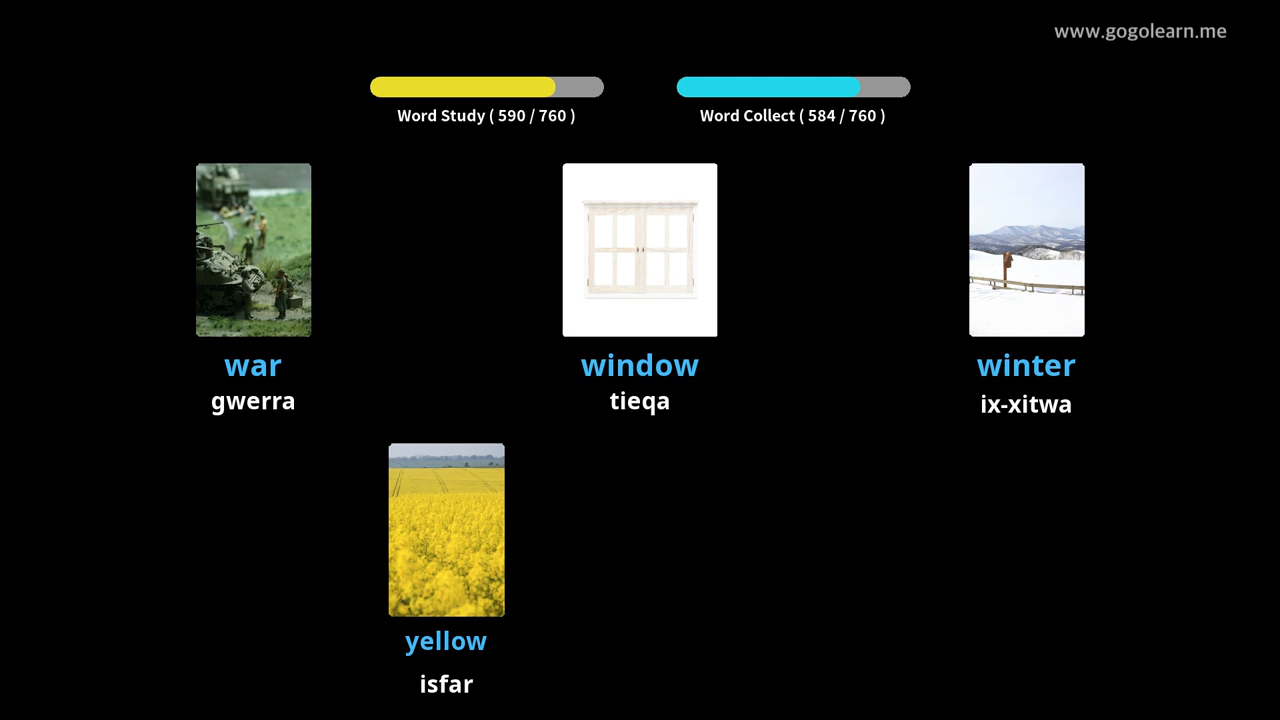 www.gogolearn.me
Word Study ( 590 / 760 )
Word Collect ( 584 / 760 )
war
gwerra
window
tieqa
winter
ix-xitwa
yellow
isfar